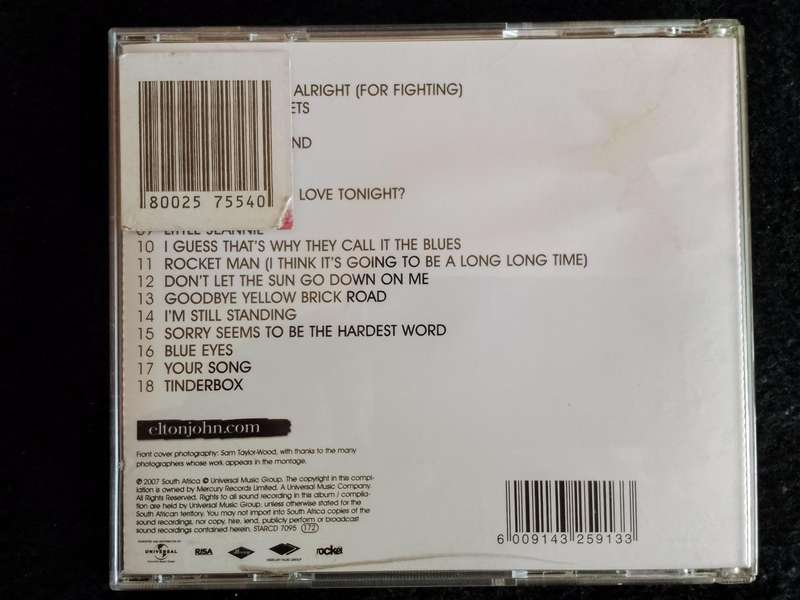 ALRIGHT (FOR FIGHTING)
ETS
ND
LOVE TONIGHT?
80025 75540
09 LITTLE JEANNIE
10 I GUESS THAT'S WHY THEY CALL IT THE BLUES
11 ROCKET MAN (I THINK IT'S GOING TO BE A LONG LONG TIME)
12 DON'T LET THE SUN GO DOWN ON ME
13 GOODBYE YELLOW BRICK ROAD
14 I'M STILL STANDING
15 SORRY SEEMS TO BE THE HARDEST WORD
16 BLUE EYES
17 YOUR SONG
18 TINDERBOX
eltonjohn.com
Front cover photography: Sam Taylor-Wood, with thanks to the many
photographers whose work appears in the montage.
℗ 2007 South Africa © Universal Music Group. The copyright in this compi-
lation is owned by Mercury Records Limited. A Universal Music Company.
All Rights Reserved. Rights to all sound recording in this album / compila-
tion are held by Universal Music Group; unless otherwise stated for the
South African territory. You may not import into South Africa copies of the
sound recordings, nor copy, hire, lend, publicly perform or broadcast
sound recordings contained herein. STARCD 7095 172
UNIVERSAL
RISA
rocket
6 009143 259133